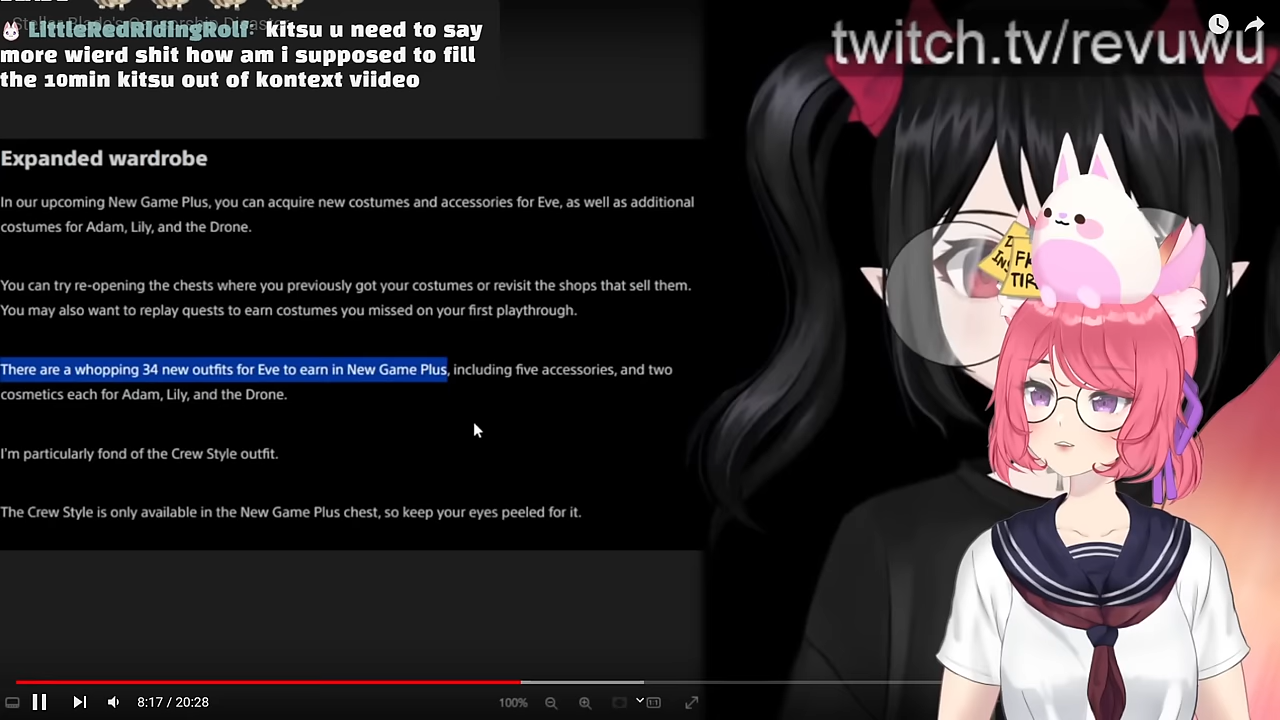 LittleRedRidingRolf: kitsu u need to say
more wierd shit how am i supposed to fill
the 10min kitsu out of kontext viideo
twitch.tv/revuwu
Expanded wardrobe
In our upcoming New Game Plus, you can acquire new costumes and accessories for Eve, as well as additional
costumes for Adam, Lily, and the Drone.
You can try re-opening the chests where you previously got your costumes or revisit the shops that sell them.
You may also want to replay quests to earn costumes you missed on your first playthrough.
There are a whopping 34 new outfits for Eve to earn in New Game Plus, including five accessories, and two
cosmetics each for Adam, Lily, and the Drone.
I'm particularly fond of the Crew Style outfit.
The Crew Style is only available in the New Game Plus chest, so keep your eyes peeled for it.
8:17 / 20:28
100%
1:1